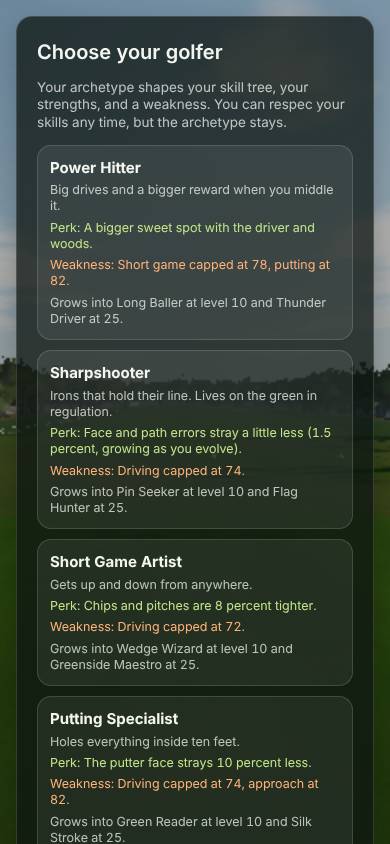 Choose your golfer
Your archetype shapes your skill tree, your
strengths, and a weakness. You can respec your
skills any time, but the archetype stays.
Power Hitter
Big drives and a bigger reward when you middle
it.
Perk: A bigger sweet spot with the driver and
woods.
Weakness: Short game capped at 78, putting at
82.
Grows into Long Baller at level 10 and Thunder
Driver at 25.
Sharpshooter
Irons that hold their line. Lives on the green in
regulation.
Perk: Face and path errors stray a little less (1.5
percent, growing as you evolve).
Weakness: Driving capped at 74.
Grows into Pin Seeker at level 10 and Flag
Hunter at 25.
Short Game Artist
Gets up and down from anywhere.
Perk: Chips and pitches are 8 percent tighter.
Weakness: Driving capped at 72.
Grows into Wedge Wizard at level 10 and
Greenside Maestro at 25.
Putting Specialist
Holes everything inside ten feet.
Perk: The putter face strays 10 percent less.
Weakness: Driving capped at 74, approach at
82.
Grows into Green Reader at level 10 and Silk
Stroke at 25.